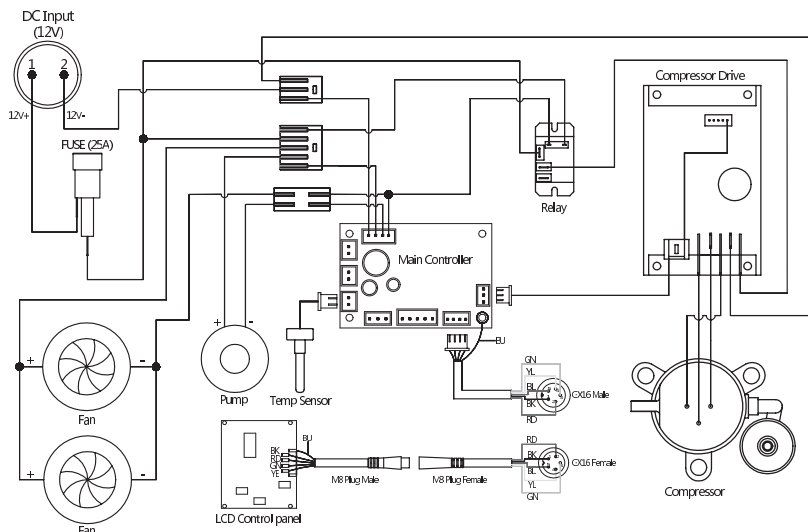 DC Input
(12V)
1 2
12V+ 12V-
FUSE (25A)
Compressor Drive
Relay
Main Controller
+ -
Pump
Temp Sensor
BU
+ -
Fan
+ -
Fan
GN
YL
BL
BK
RD
GX16 Male
BU
BK
RD
GN
YE
LCD Control panel
M8 Plug Male
M8 Plug Female
RD
BK
BL
YL
GN
GX16 Female
Compressor